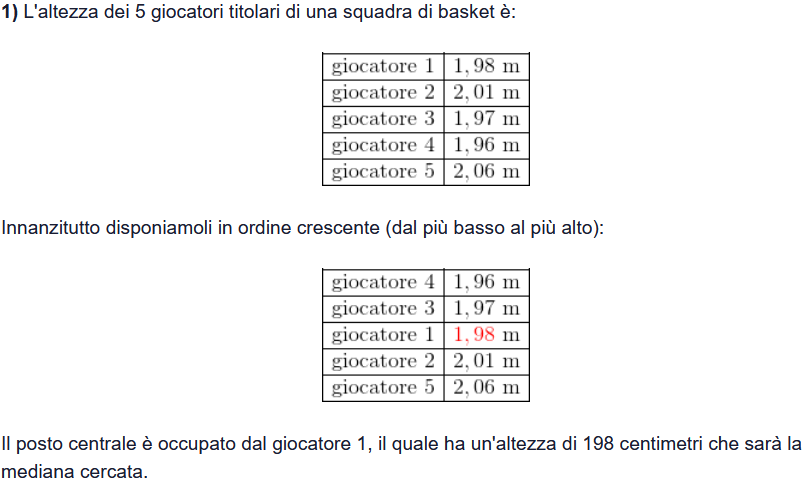 1) L'altezza dei 5 giocatori titolari di una squadra di basket è:
giocatore 1 1,98 m
giocatore 2 2,01 m
giocatore 3 1,97 m
giocatore 4 1,96 m
giocatore 5 2,06 m
Innanzitutto disponiamoli in ordine crescente (dal più basso al più alto):
giocatore 4 1,96 m
giocatore 3 1,97 m
giocatore 1 1,98 m
giocatore 2 2,01 m
giocatore 5 2,06 m
Il posto centrale è occupato dal giocatore 1, il quale ha un'altezza di 198 centimetri che sarà la
mediana cercata.